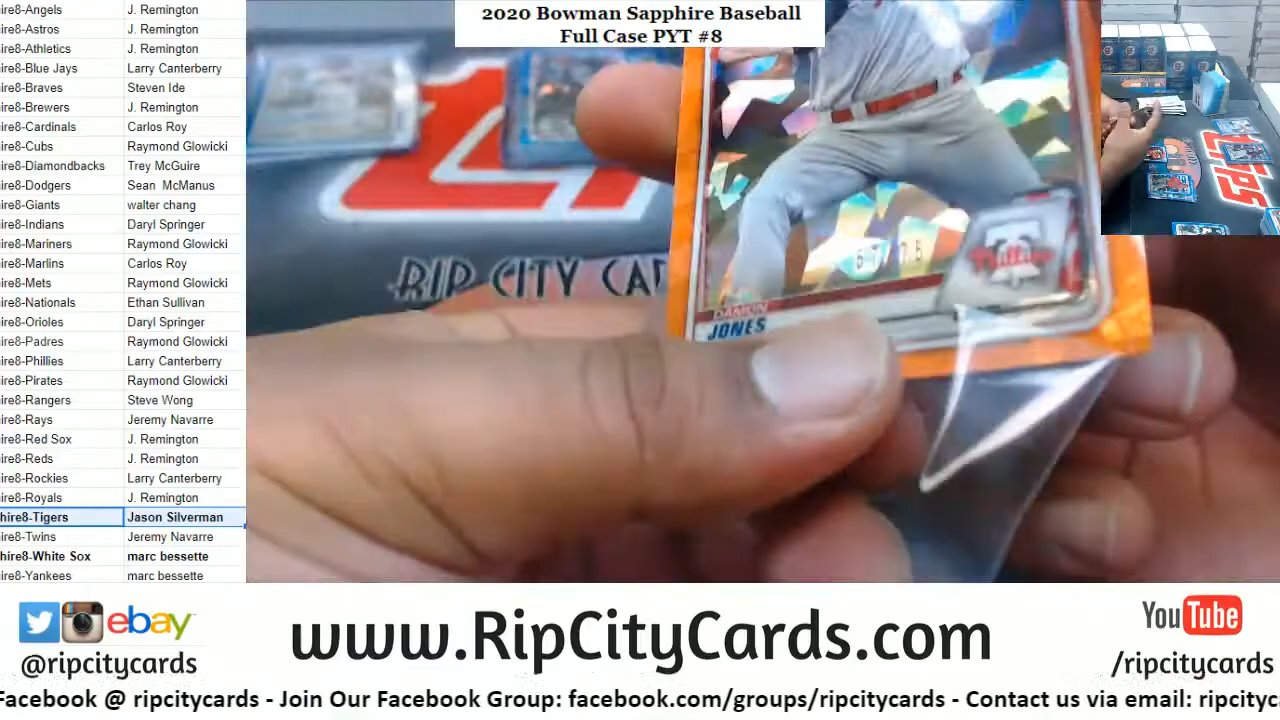 2020 Bowman Sapphire Baseball
Full Case PYT #8
ire8-Angels J. Remington
ire8-Astros J. Remington
ire8-Athletics J. Remington
ire8-Blue Jays Larry Canterberry
ire8-Braves Steven Ide
ire8-Brewers J. Remington
ire8-Cardinals Carlos Roy
ire8-Cubs Raymond Glowicki
ire8-Diamondbacks Trey McGuire
ire8-Dodgers Sean McManus
ire8-Giants walter chang
ire8-Indians Daryl Springer
ire8-Mariners Raymond Glowicki
ire8-Marlins Carlos Roy
ire8-Mets Raymond Glowicki
ire8-Nationals Ethan Sullivan
ire8-Orioles Daryl Springer
ire8-Padres Raymond Glowicki
ire8-Phillies Larry Canterberry
ire8-Pirates Raymond Glowicki
ire8-Rangers Steve Wong
ire8-Rays Jeremy Navarre
ire8-Red Sox J. Remington
ire8-Reds J. Remington
ire8-Rockies Larry Canterberry
ire8-Royals J. Remington
hire8-Tigers Jason Silverman
ire8-Twins Jeremy Navarre
hire8-White Sox marc bessette
ire8-Yankees marc bessette
RIP CITY CAR
Phillies
DAMON
JONES
ebay
@ripcitycards
www.RipCityCards.com
YouTube
/ripcitycards
Facebook @ ripcitycards - Join Our Facebook Group: facebook.com/groups/ripcitycards - Contact us via email: ripcityc